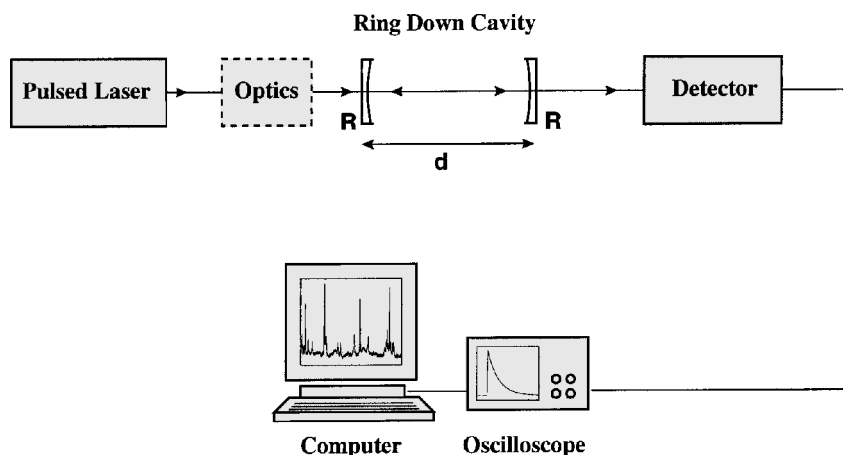 Ring Down Cavity
Pulsed Laser
Optics
Detector
R
R
d
Computer
Oscilloscope